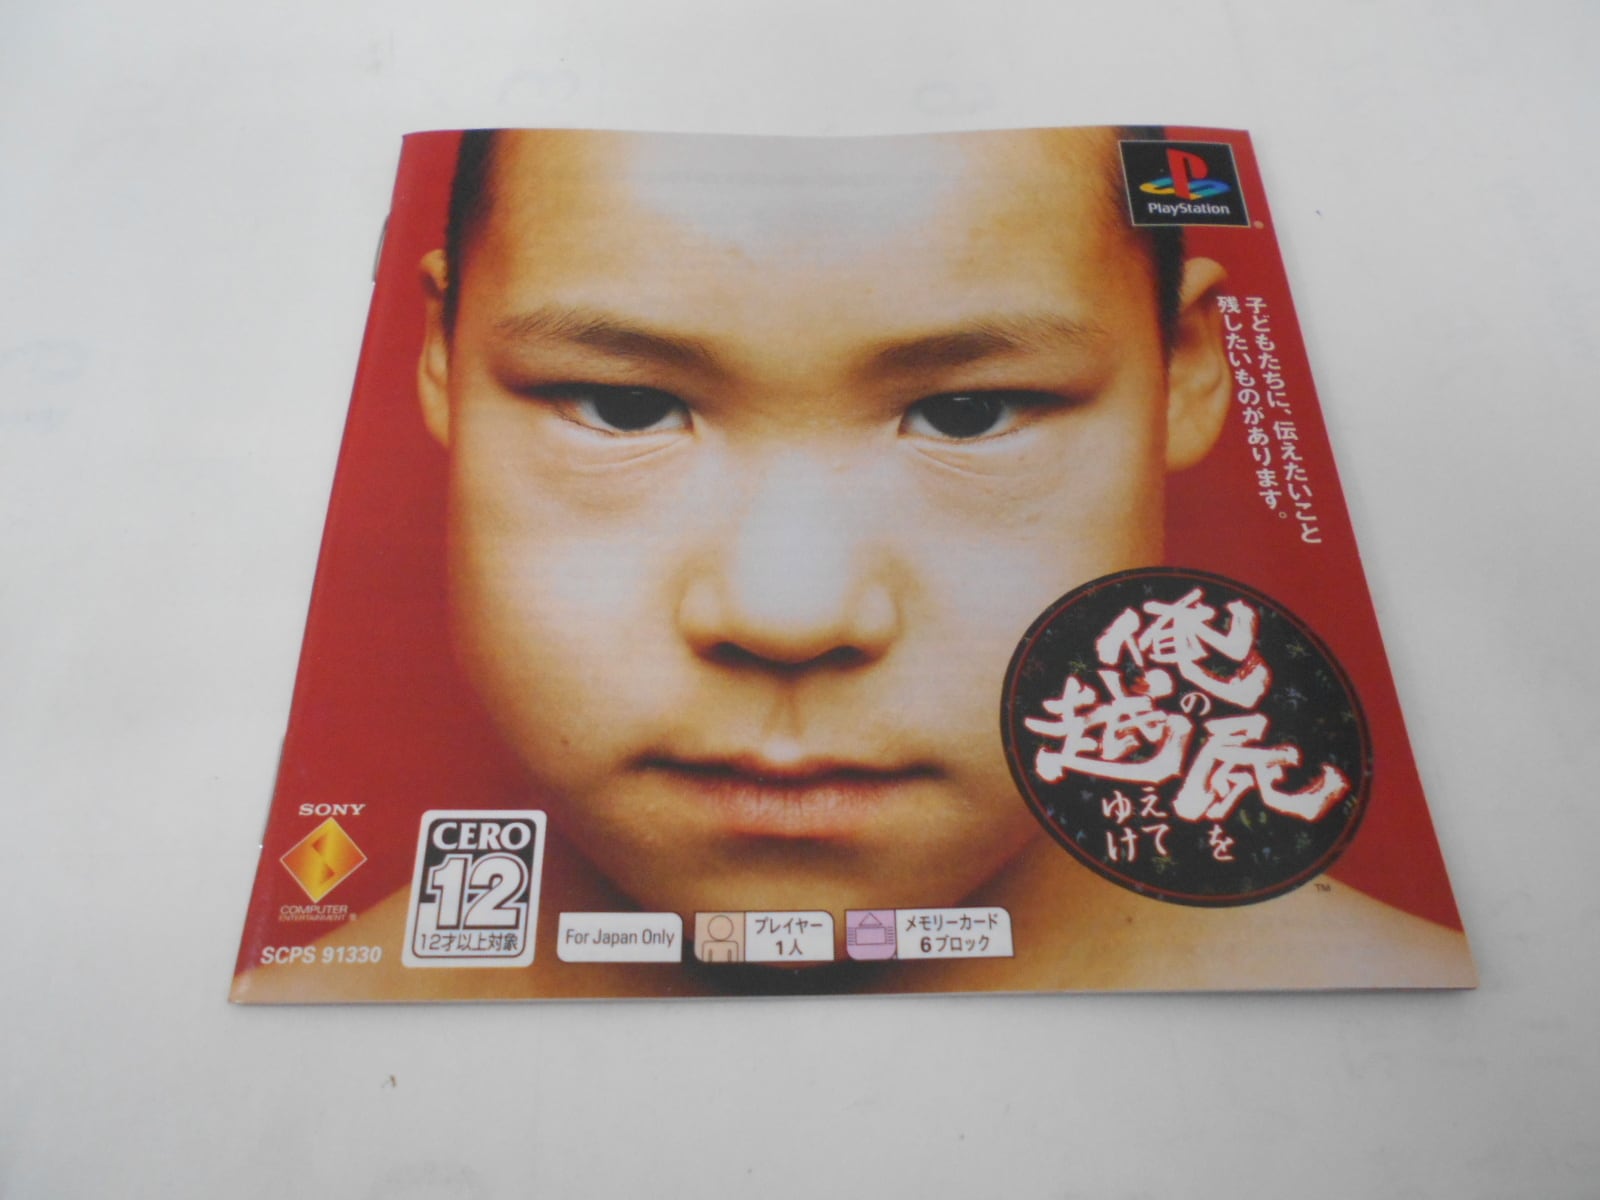 PlayStation
®
子どもたちに、伝えたいこと
残したいものがあります。
俺の屍を
越えて
ゆけ
TM
SONY
COMPUTER
ENTERTAINMENT ®
SCPS 91330
CERO
12
12才以上対象
For Japan Only
プレイヤー
1人
メモリーカード
6ブロック